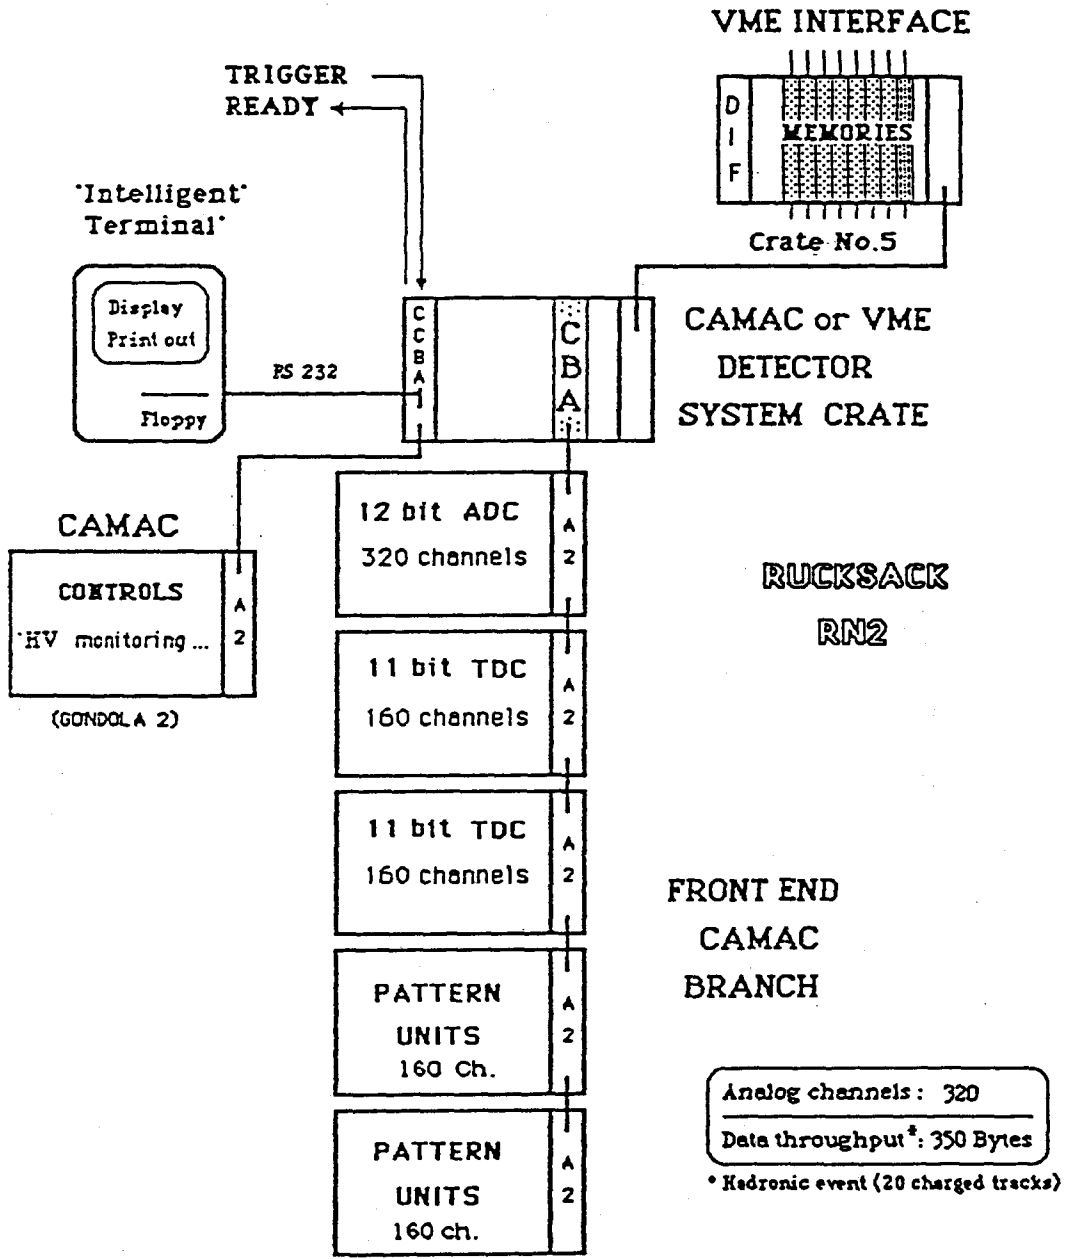 VME INTERFACE
TRIGGER
READY
D
I
F
MEMORIES
Crate No.5
"Intelligent"
Terminal"
Display
Print out
Floppy
RS 232
C
C
B
A
C
B
A
CAMAC or VME
DETECTOR
SYSTEM CRATE
CAMAC
CONTROLS
"HV monitoring ...
A
2
(GONDOLA 2)
12 bit ADC
320 channels
A
2
RUCKSACK
RN2
11 bit TDC
160 channels
A
2
11 bit TDC
160 channels
A
2
FRONT END
CAMAC
BRANCH
PATTERN
UNITS
160 Ch.
A
2
PATTERN
UNITS
160 ch.
A
2
Analog channels: 320
Data throughput*: 350 Bytes
* Hadronic event (20 charged tracks)